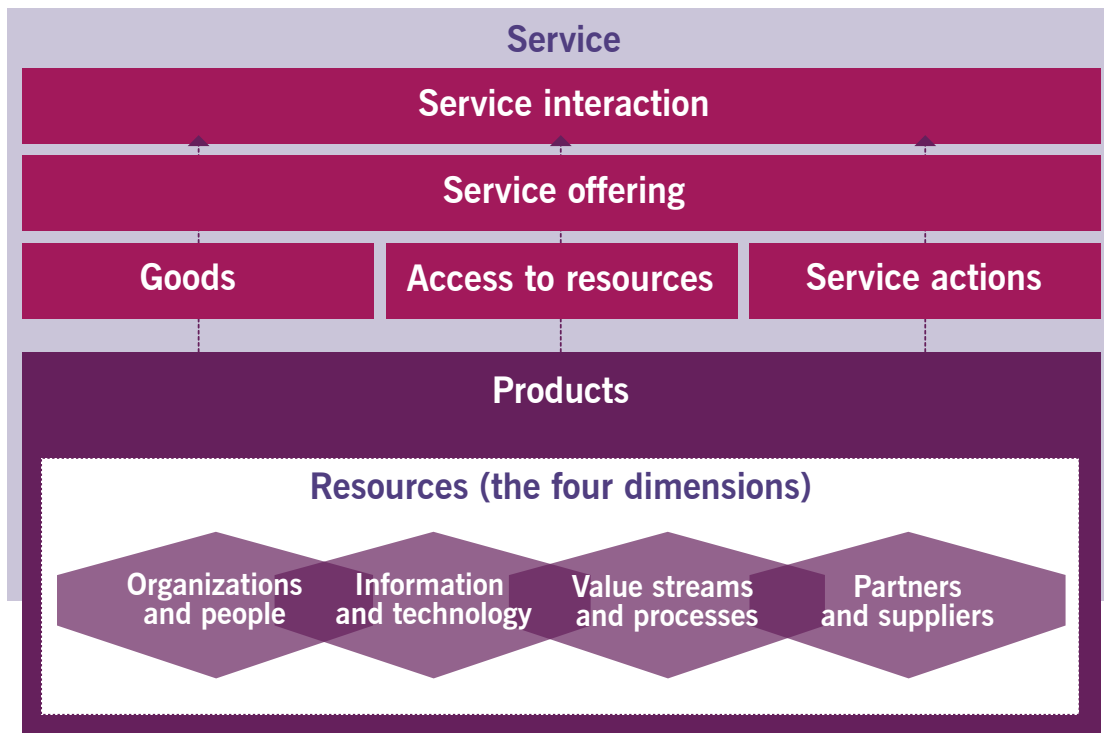 Service
Service interaction
Service offering
Goods
Access to resources
Service actions
Products
Resources (the four dimensions)
Organizations
and people
Information
and technology
Value streams
and processes
Partners
and suppliers